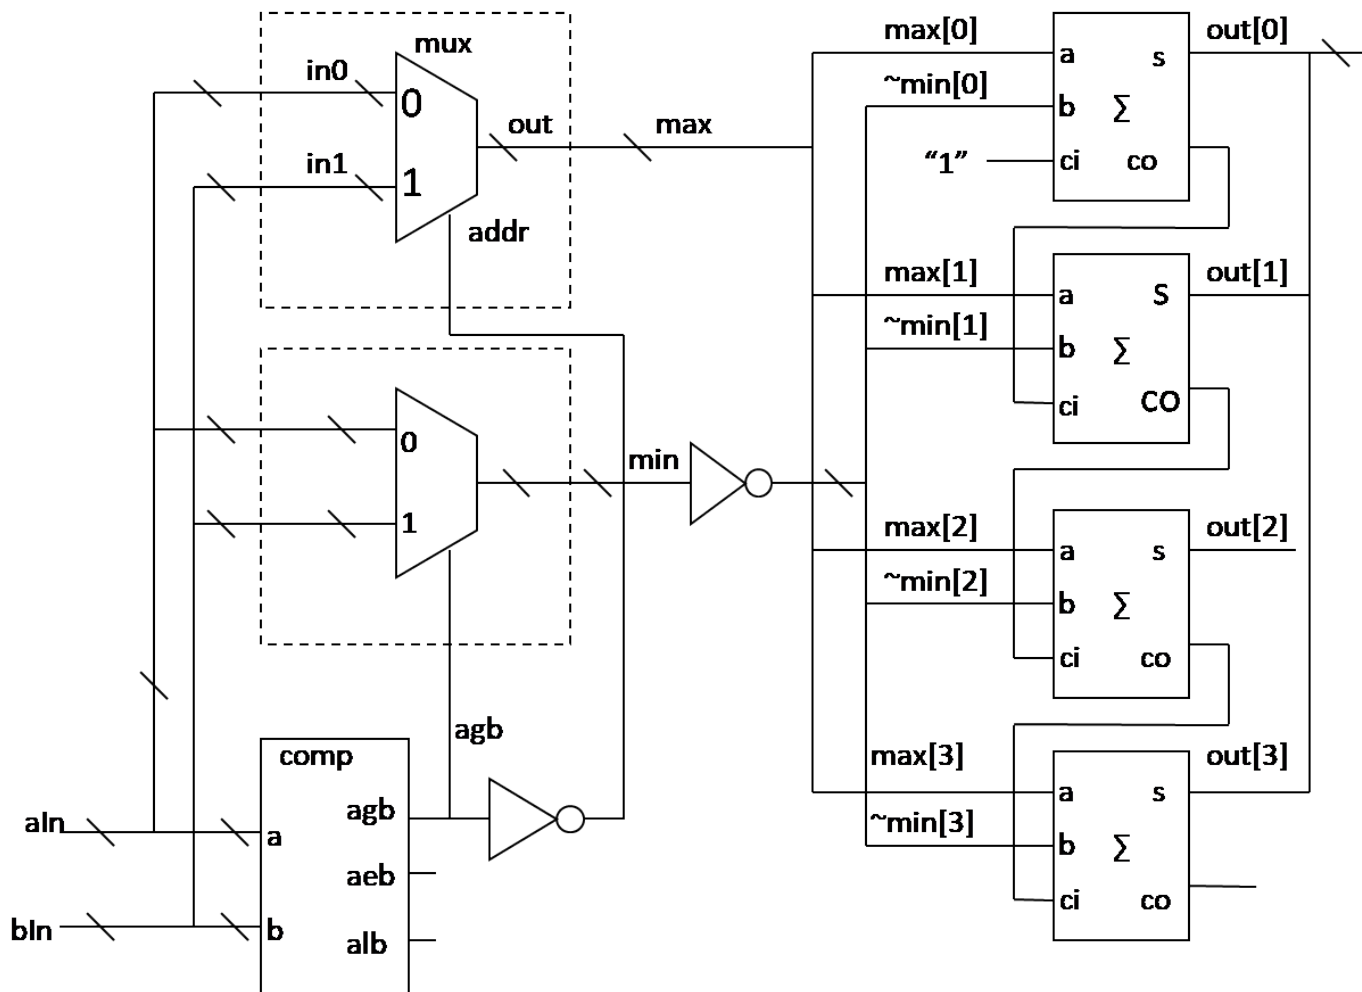 mux
in0
0
out
max
in1
1
addr
0
min
1
agb
comp
aIn
a
agb
aeb
bIn
b
alb
max[0]
a
s
out[0]
~min[0]
b
∑
“1”
ci
co
max[1]
a
S
out[1]
~min[1]
b
∑
ci
CO
max[2]
a
s
out[2]
~min[2]
b
∑
ci
co
max[3]
a
s
out[3]
~min[3]
b
∑
ci
co